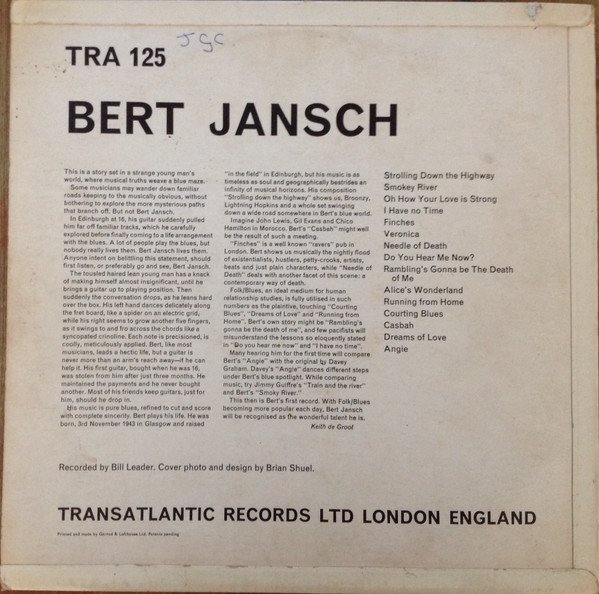 TRA 125
JGC
BERT JANSCH
This is a story set in a strange young man's
world, where musical truths weave a blue maze.
Some musicians may wander down familiar
roads keeping to the musically obvious, without
bothering to explore the more mysterious paths
that branch off. But not Bert Jansch.
In Edinburgh at 16, his guitar suddenly pulled
him far off familiar tracks, which he carefully
explored before finally coming to a life arrangement
with the blues. A lot of people play the blues, but
nobody really lives them. Bert Jansch lives them.
Anyone intent on belittling this statement, should
first listen, or preferably go and see, Bert Jansch.
The tousled haired lean young man has a knack
of making himself almost insignificant, until he
brings a guitar up to playing position. Then
suddenly the conversation drops, as he leans hard
over the box. His left hand dances delicately along
the fret board, like a spider on an electric grid,
while his right seems to grow another five fingers,
as it swings to and fro across the chords like a
syncopated crinoline. Each note is precisioned, is
coolly, meticulously applied. Bert, like most
musicians, leads a hectic life, but a guitar is
never more than an arm's reach away—if he can
help it. His first guitar, bought when he was 16,
was stolen from him after just three months. He
maintained the payments and he never bought
another. Most of his friends keep guitars, just for
him, should he drop in.
His music is pure blues, refined to cut and score
with complete sincerity. Bert plays his life. He was
born, 3rd November 1943 in Glasgow and raised
"in the field" in Edinburgh, but his music is as
timeless as soul and geographically bestrides an
infinity of musical horizons. His composition
"Strolling down the highway" shows us, Broonzy,
Lightning Hopkins and a whole set swinging
down a wide road somewhere in Bert's blue world.
Imagine John Lewis, Gil Evans and Chico
Hamilton in Morocco. Bert's "Casbah" might well
be the result of such a meeting.
"Finches" is a well known "ravers" pub in
London. Bert shows us musically the nightly flood
of existentialists, hustlers, petty-crooks, artists,
beats and just plain characters, while "Needle of
Death" deals with another facet of this scene: a
contemporary way of death.
Folk/Blues, an ideal medium for human
relationship studies, is fully utilised in such
numbers as the plaintive, touching "Courting
Blues", "Dreams of Love" and "Running from
Home". Bert's own story might be "Rambling's
gonna be the death of me", and few pacifists will
misunderstand the lessons so eloquently stated
in "Do you hear me now" and "I have no time".
Many hearing him for the first time will compare
Bert's "Angie" with the original by Davey
Graham. Davey's "Angie" dances different steps
under Bert's blue spotlight. While comparing
music, try Jimmy Guiffre's "Train and the river"
and Bert's "Smoky River."
This then is Bert's first record. With Folk/Blues
becoming more popular each day, Bert Jansch
will be recognised as the wonderful talent he is.
Keith de Groot
Strolling Down the Highway
Smokey River
Oh How Your Love is Strong
I Have no Time
Finches
Veronica
Needle of Death
Do You Hear Me Now?
Rambling's Gonna be The Death
of Me
Alice's Wonderland
Running from Home
Courting Blues
Casbah
Dreams of Love
Angie
Recorded by Bill Leader. Cover photo and design by Brian Shuel.
TRANSATLANTIC RECORDS LTD LONDON ENGLAND
Printed and made by Garrod & Lofthouse Ltd. Patents pending